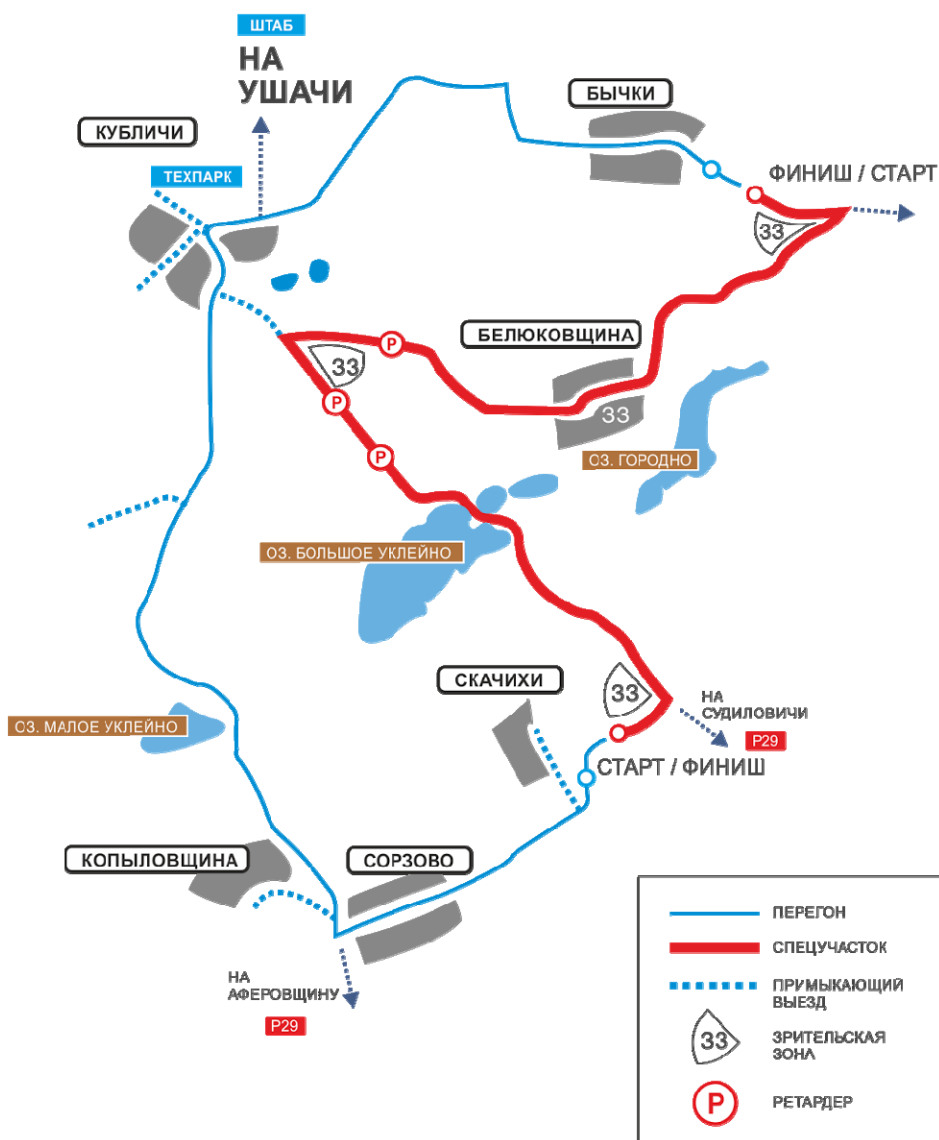 ШТАБ
НА
УШАЧИ
БЫЧКИ
КУБЛИЧИ
ТЕХПАРК
ФИНИШ / СТАРТ
33
БЕЛЮКОВЩИНА
P
33
P
33
ОЗ. ГОРОДНО
P
ОЗ. БОЛЬШОЕ УКЛЕЙНО
СКАЧИХИ
33
НА
СУДИЛОВИЧИ
P29
ОЗ. МАЛОЕ УКЛЕЙНО
СТАРТ / ФИНИШ
КОПЫЛОВЩИНА
СОРЗОВО
НА
АФЕРОВЩИНУ
P29
ПЕРЕГОН
СПЕЦУЧАСТОК
ПРИМЫКАЮЩИЙ
ВЫЕЗД
33
ЗРИТЕЛЬСКАЯ
ЗОНА
P
РЕТАРДЕР